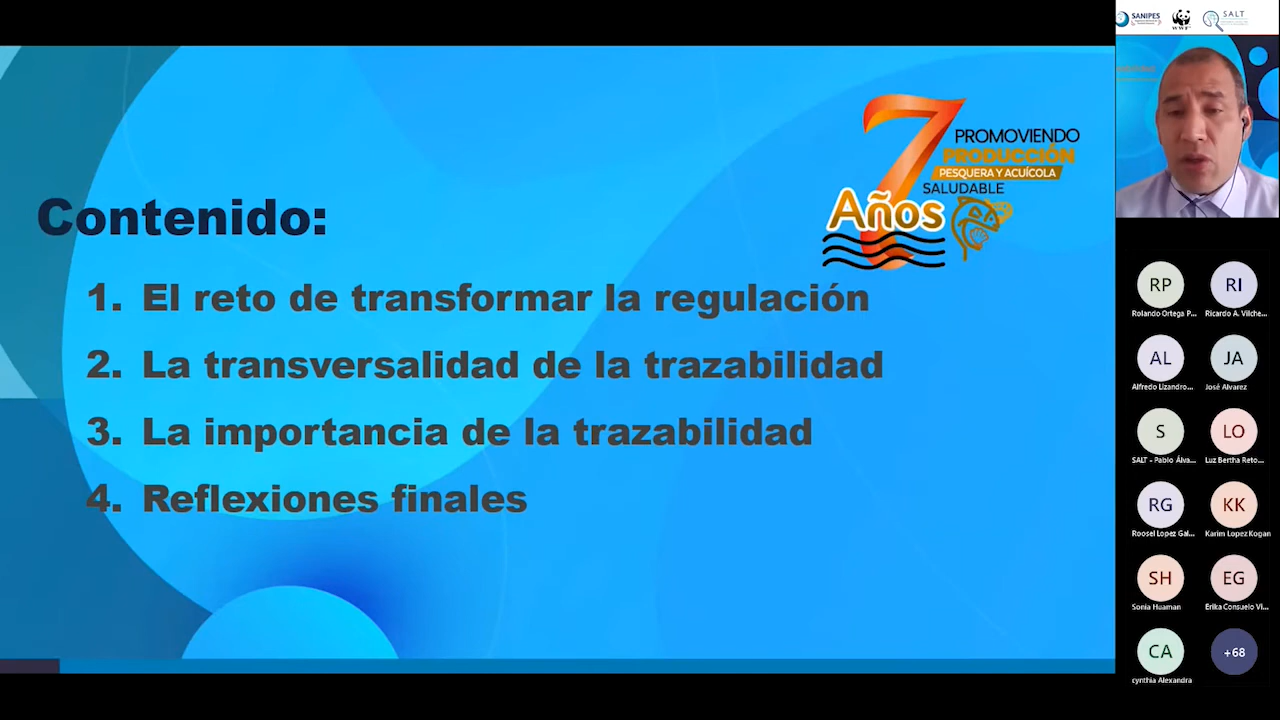 Contenido:
1. El reto de transformar la regulación
2. La transversalidad de la trazabilidad
3. La importancia de la trazabilidad
4. Reflexiones finales
7
Años
PROMOVIENDO
PRODUCCIÓN
PESQUERA Y ACUÍCOLA
SALUDABLE
SANIPES
WWF
SALT
RP
Rolando Ortega P...
RI
Ricardo A. Vilche...
AL
Alfredo Lizandro...
JA
José Alvarez
S
SALT - Pablo Álva...
LO
Luz Bertha Reto...
RG
Roosel Lopez Gal...
KK
Karim Lopez Kogan
SH
Sonia Huaman
EG
Erika Consuelo Vi...
CA
cynthia Alexandra
+68